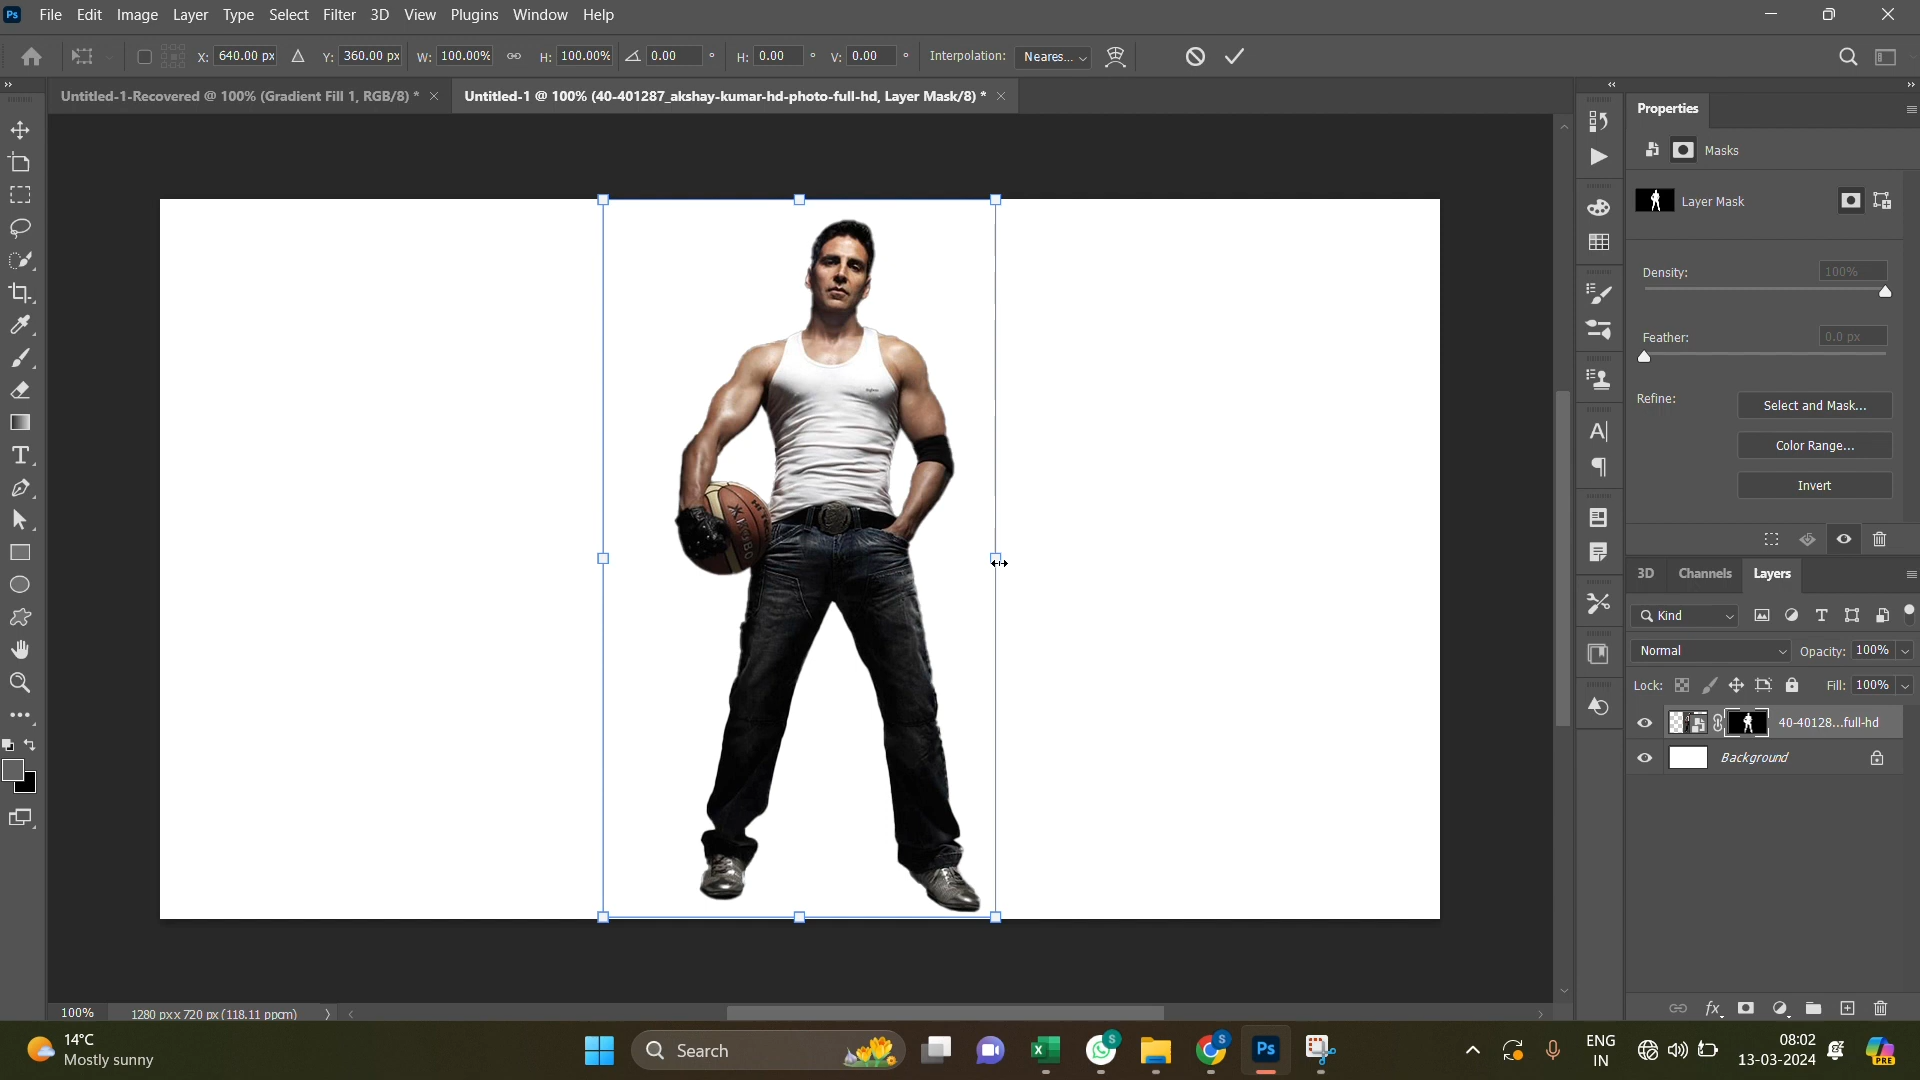 Ps File Edit Image Layer Type Select Filter 3D View Plugins Window Help
X: 640.00 px Y: 360.00 px W: 100.00% H: 100.00% 0.00 ° H: 0.00 ° V: 0.00 ° Interpolation: Neares...
Untitled-1-Recovered @ 100% (Gradient Fill 1, RGB/8) * Untitled-1 @ 100% (40-401287_akshay-kumar-hd-photo-full-hd, Layer Mask/8) *
Properties
Masks
Layer Mask
Density: 100%
Feather: 0.0 px
Refine: Select and Mask...
Color Range...
Invert
3D Channels Layers
Kind
Normal Opacity: 100%
Lock: Fill: 100%
40-40128...full-hd
Background
100% 1280 px x 720 px (118.11 ppcm)
14°C
Mostly sunny
Search
S
S
Ps
ENG
IN
08:02
13-03-2024
PRE